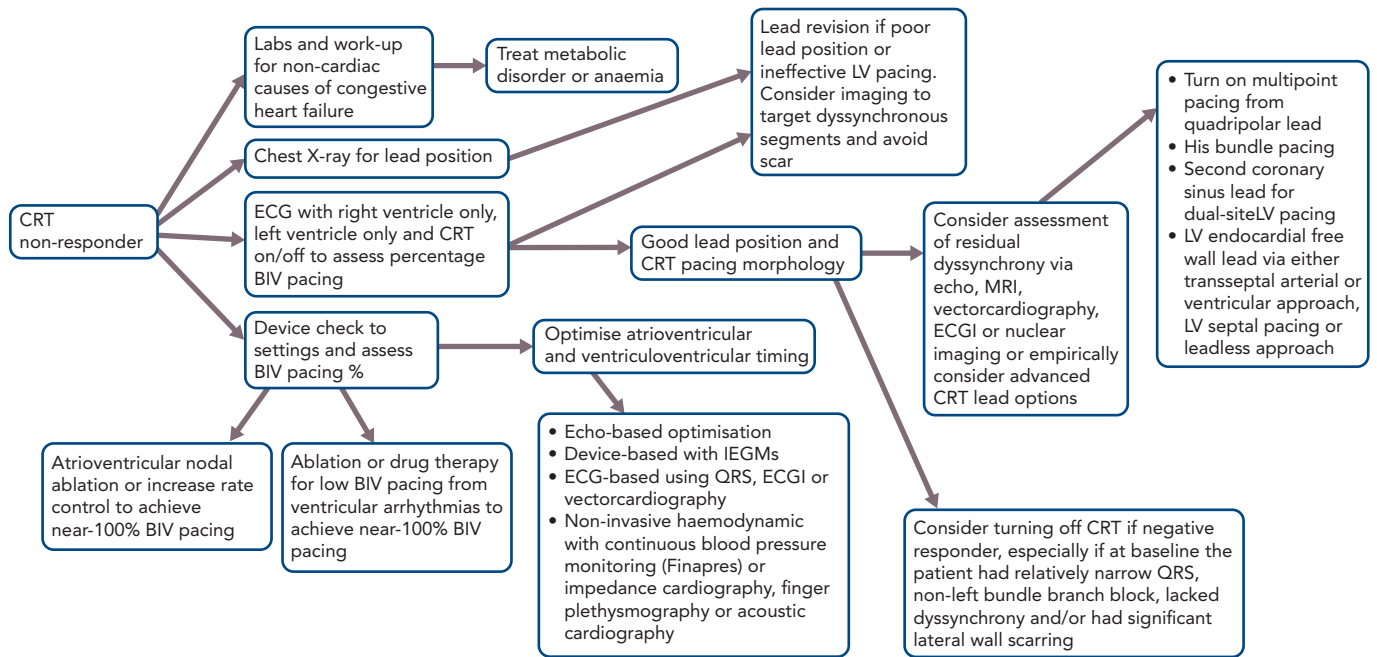 CRT
non-responder
Labs and work-up
for non-cardiac
causes of congestive
heart failure
Treat metabolic
disorder or anaemia
Chest X-ray for lead position
Lead revision if poor
lead position or
ineffective LV pacing.
Consider imaging to
target dyssynchronous
segments and avoid
scar
ECG with right ventricle only,
left ventricle only and CRT
on/off to assess percentage
BIV pacing
Good lead position and
CRT pacing morphology
Consider assessment
of residual
dyssynchrony via
echo, MRI,
vectorcardiography,
ECGI or nuclear
imaging or empirically
consider advanced
CRT lead options
• Turn on multipoint
pacing from
quadripolar lead
• His bundle pacing
• Second coronary
sinus lead for
dual-siteLV pacing
• LV endocardial free
wall lead via either
transseptal arterial or
ventricular approach,
LV septal pacing or
leadless approach
Device check to
settings and assess
BIV pacing %
Optimise atrioventricular
and ventriculoventricular timing
Atrioventricular nodal
ablation or increase rate
control to achieve
near-100% BIV pacing
Ablation or drug therapy
for low BIV pacing from
ventricular arrhythmias to
achieve near-100% BIV
pacing
• Echo-based optimisation
• Device-based with IEGMs
• ECG-based using QRS, ECGI or
vectorcardiography
• Non-invasive haemodynamic
with continuous blood pressure
monitoring (Finapres) or
impedance cardiography, finger
plethysmography or acoustic
cardiography
Consider turning off CRT if negative
responder, especially if at baseline the
patient had relatively narrow QRS,
non-left bundle branch block, lacked
dyssynchrony and/or had significant
lateral wall scarring